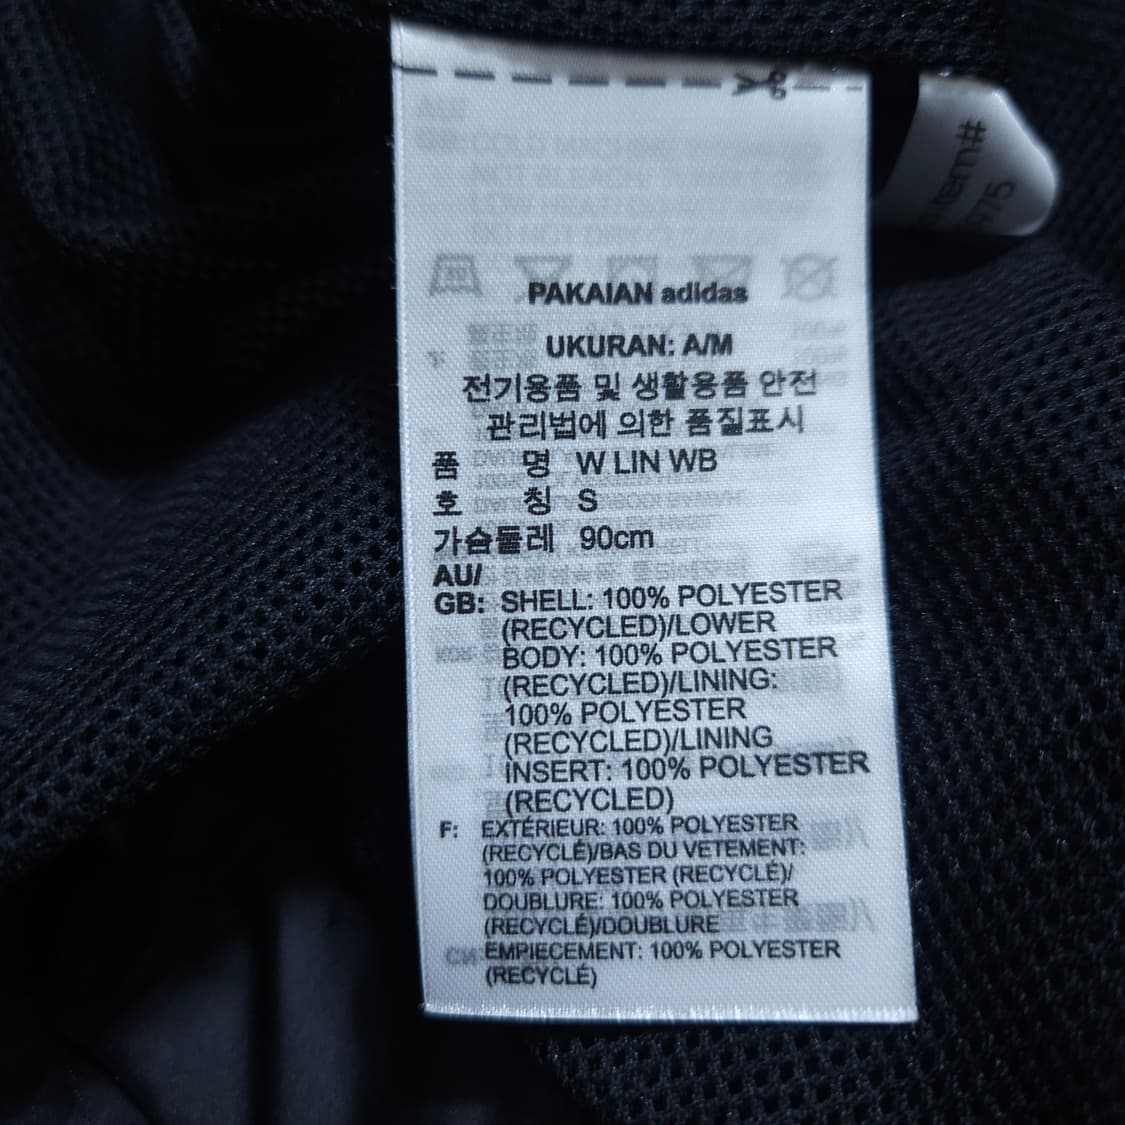 PAKAIAN adidas
UKURAN: A/M
전기용품 및 생활용품 안전
관리법에 의한 품질표시
품 명 W LIN WB
호 칭 S
가슴둘레 90cm
AU/
GB: SHELL: 100% POLYESTER
(RECYCLED)/LOWER
BODY: 100% POLYESTER
(RECYCLED)/LINING:
100% POLYESTER
(RECYCLED)/LINING
INSERT: 100% POLYESTER
(RECYCLED)
F: EXTÉRIEUR: 100% POLYESTER
(RECYCLÉ)/BAS DU VETEMENT:
100% POLYESTER (RECYCLÉ)/
DOUBLURE: 100% POLYESTER
(RECYCLÉ)/DOUBLURE
EMPIECEMENT: 100% POLYESTER
(RECYCLÉ)
item#
975